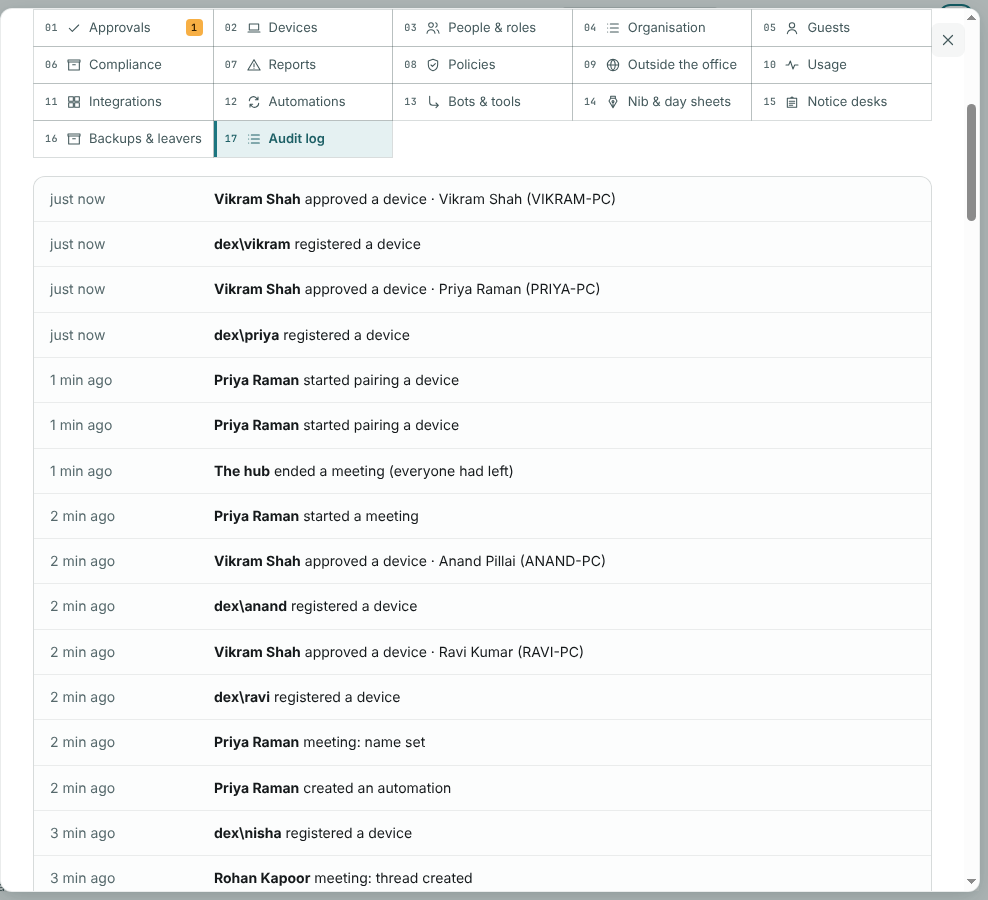 01 Approvals 1 02 Devices 03 People & roles 04 Organisation 05 Guests
06 Compliance 07 Reports 08 Policies 09 Outside the office 10 Usage
11 Integrations 12 Automations 13 Bots & tools 14 Nib & day sheets 15 Notice desks
16 Backups & leavers 17 Audit log
just now Vikram Shah approved a device · Vikram Shah (VIKRAM-PC)
just now dex\vikram registered a device
just now Vikram Shah approved a device · Priya Raman (PRIYA-PC)
just now dex\priya registered a device
1 min ago Priya Raman started pairing a device
1 min ago Priya Raman started pairing a device
1 min ago The hub ended a meeting (everyone had left)
2 min ago Priya Raman started a meeting
2 min ago Vikram Shah approved a device · Anand Pillai (ANAND-PC)
2 min ago dex\anand registered a device
2 min ago Vikram Shah approved a device · Ravi Kumar (RAVI-PC)
2 min ago dex\ravi registered a device
2 min ago Priya Raman meeting: name set
2 min ago Priya Raman created an automation
3 min ago dex\nisha registered a device
3 min ago Rohan Kapoor meeting: thread created